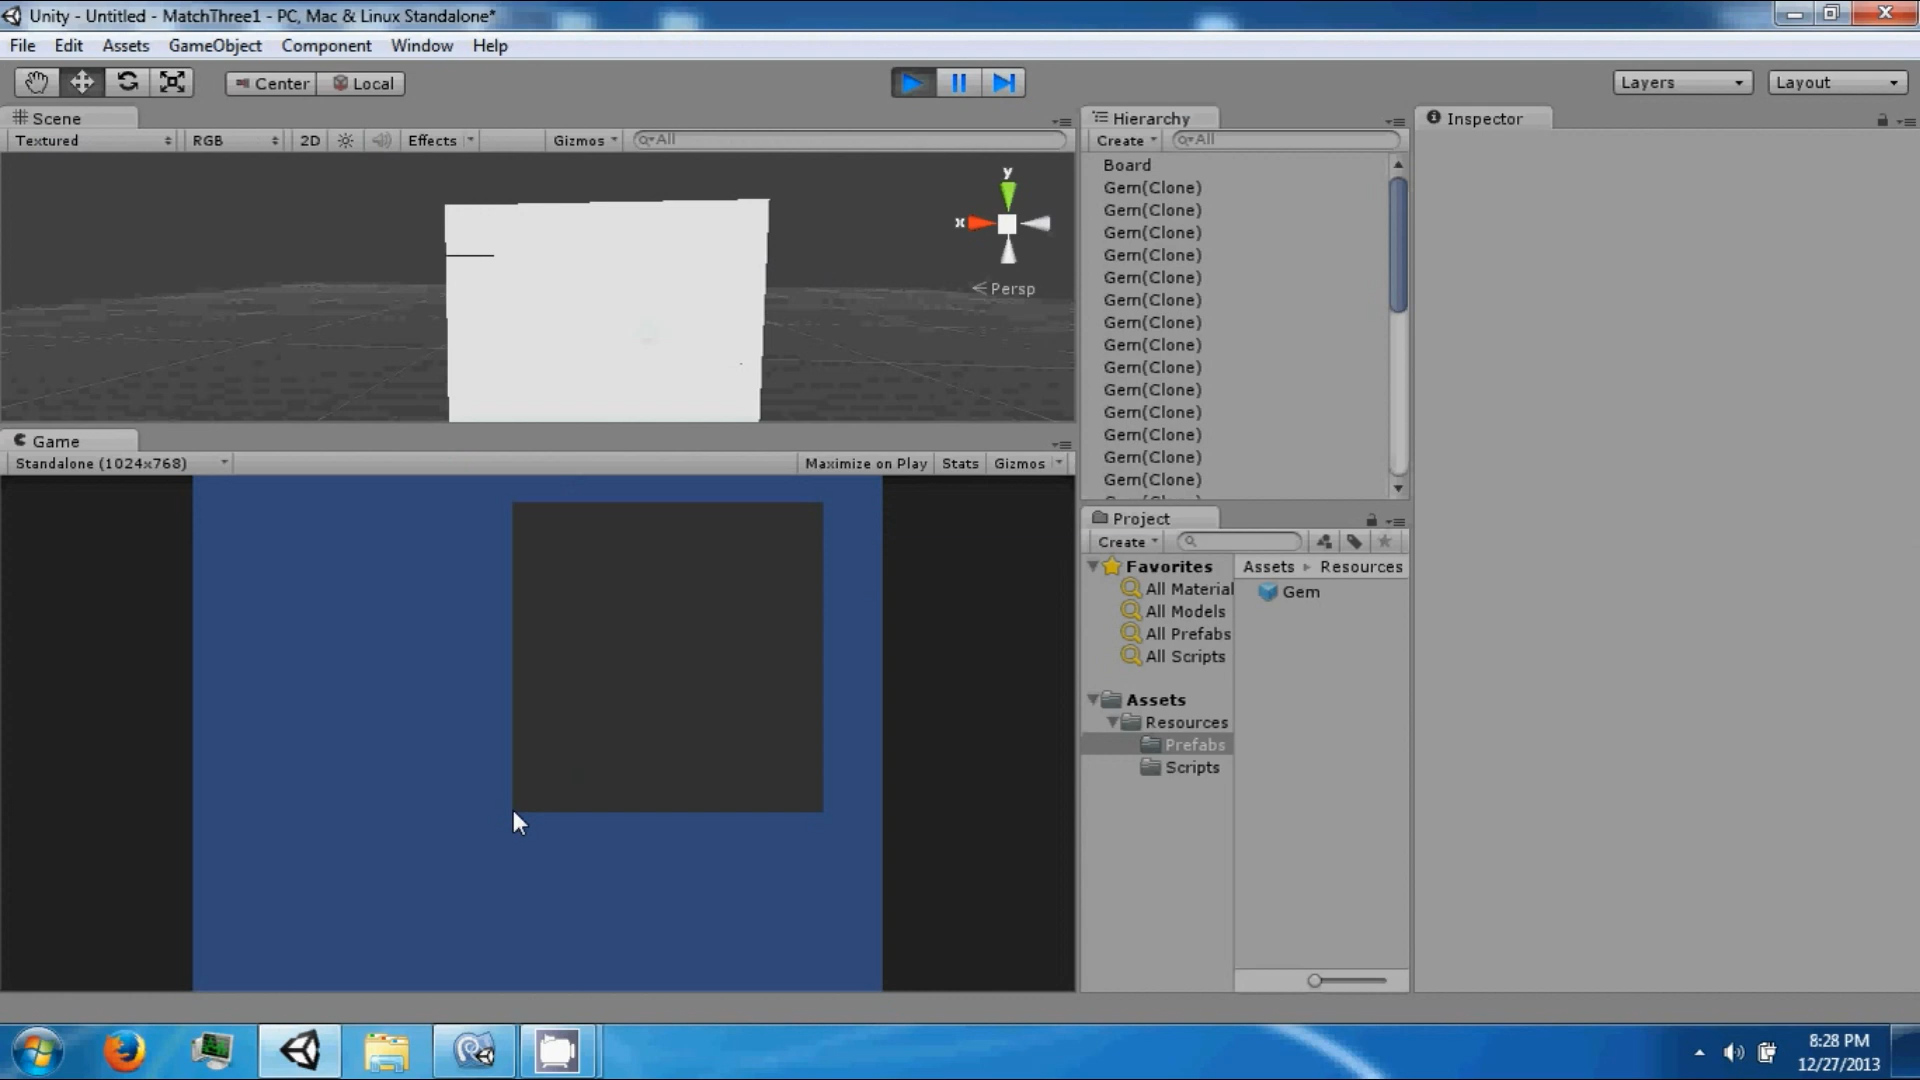 Unity - Untitled - MatchThree1 - PC, Mac & Linux Standalone*
File Edit Assets GameObject Component Window Help
Center Local Layers Layout
Scene
Textured RGB 2D Effects Gizmos All
y
x
Persp
Game
Standalone (1024x768) Maximize on Play Stats Gizmos
Hierarchy
Create All
Board
Gem(Clone)
Gem(Clone)
Gem(Clone)
Gem(Clone)
Gem(Clone)
Gem(Clone)
Gem(Clone)
Gem(Clone)
Gem(Clone)
Gem(Clone)
Gem(Clone)
Gem(Clone)
Gem(Clone)
Gem(Clone)
Project
Create
Favorites
All Material
All Models
All Prefabs
All Scripts
Assets
Resources
Prefabs
Scripts
Assets Resources
Gem
Inspector
8:28 PM
12/27/2013